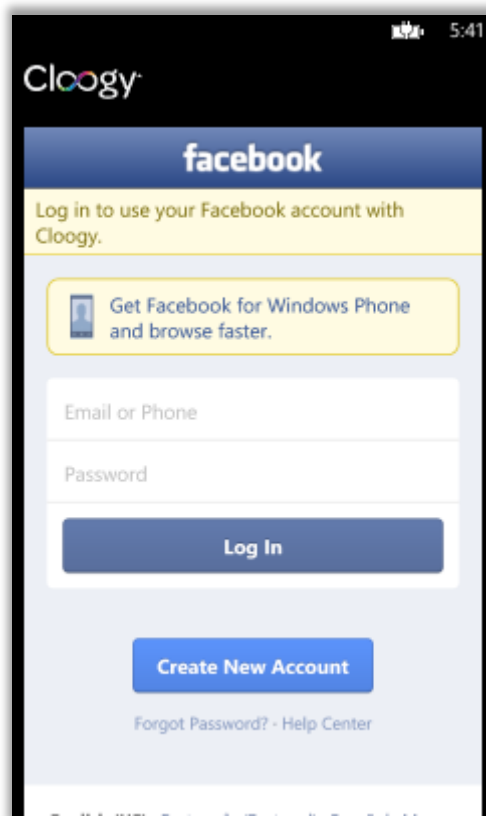 5:41
Cloogy
facebook
Log in to use your Facebook account with
Cloogy.
Get Facebook for Windows Phone
and browse faster.
Email or Phone
Password
Log In
Create New Account
Forgot Password? · Help Center